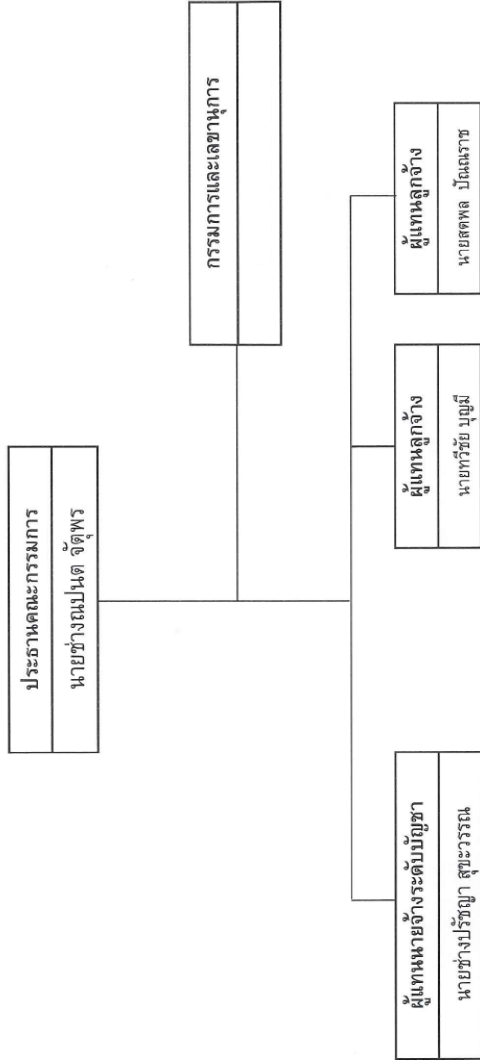 ประธานคณะกรรมการ
นายช่างณปนต จัตุพร
กรรมการและเลขานุการ
ผู้แทนนายจ้างระดับบัญชา
นายช่างปรัชญา สุขะวรรณ
ผู้แทนลูกจ้าง
นายทวีชัย บุญมี
ผู้แทนลูกจ้าง
นายสดพล ปัณณราช